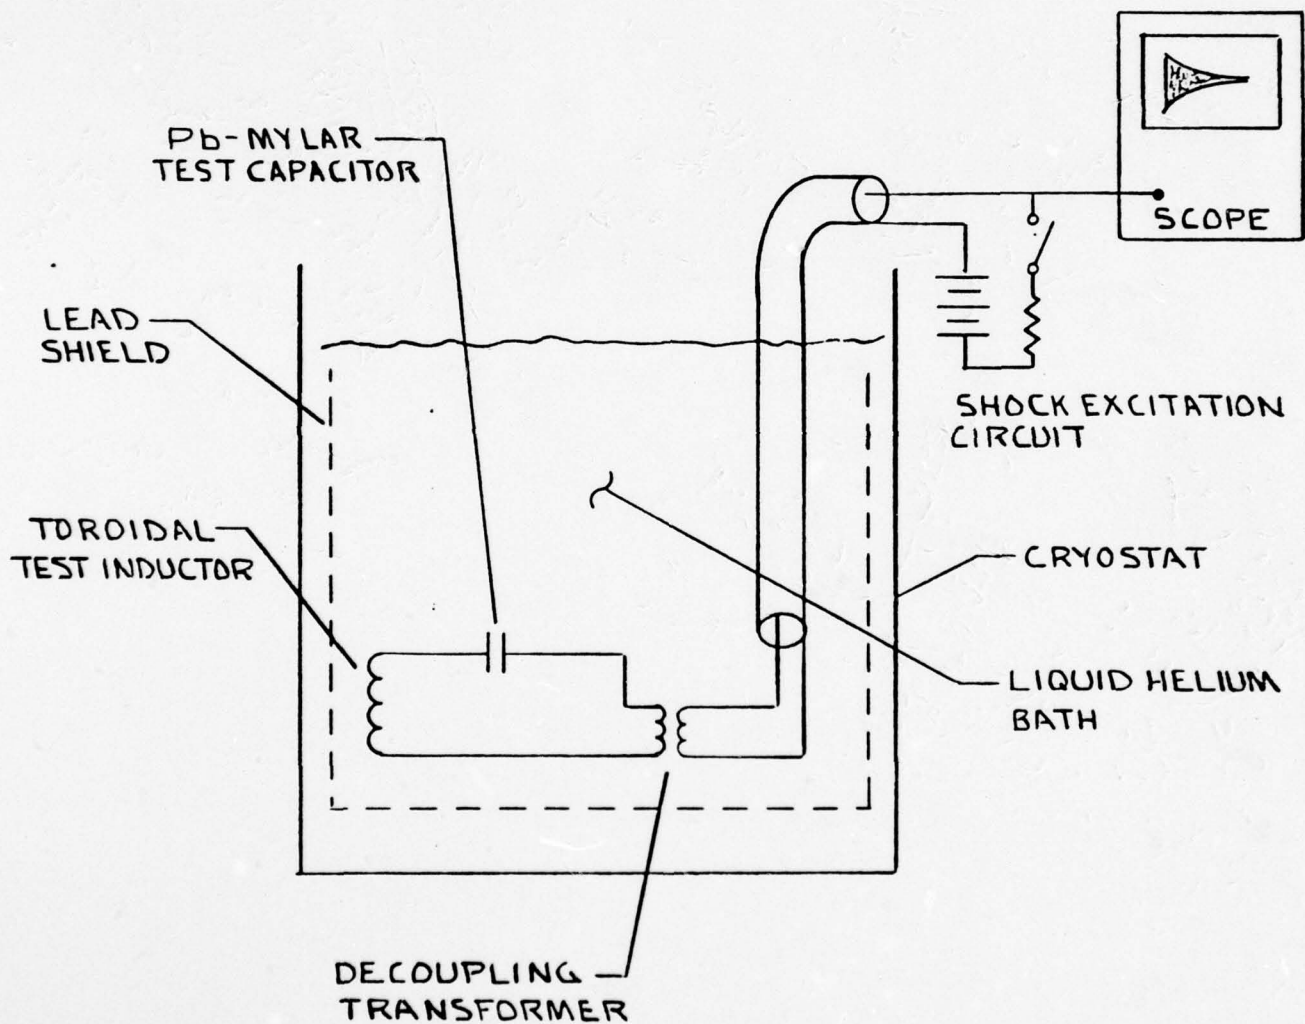 Pb-MYLAR
TEST CAPACITOR
SCOPE
LEAD
SHIELD
SHOCK EXCITATION
CIRCUIT
TOROIDAL
TEST INDUCTOR
CRYOSTAT
LIQUID HELIUM
BATH
DECOUPLING
TRANSFORMER